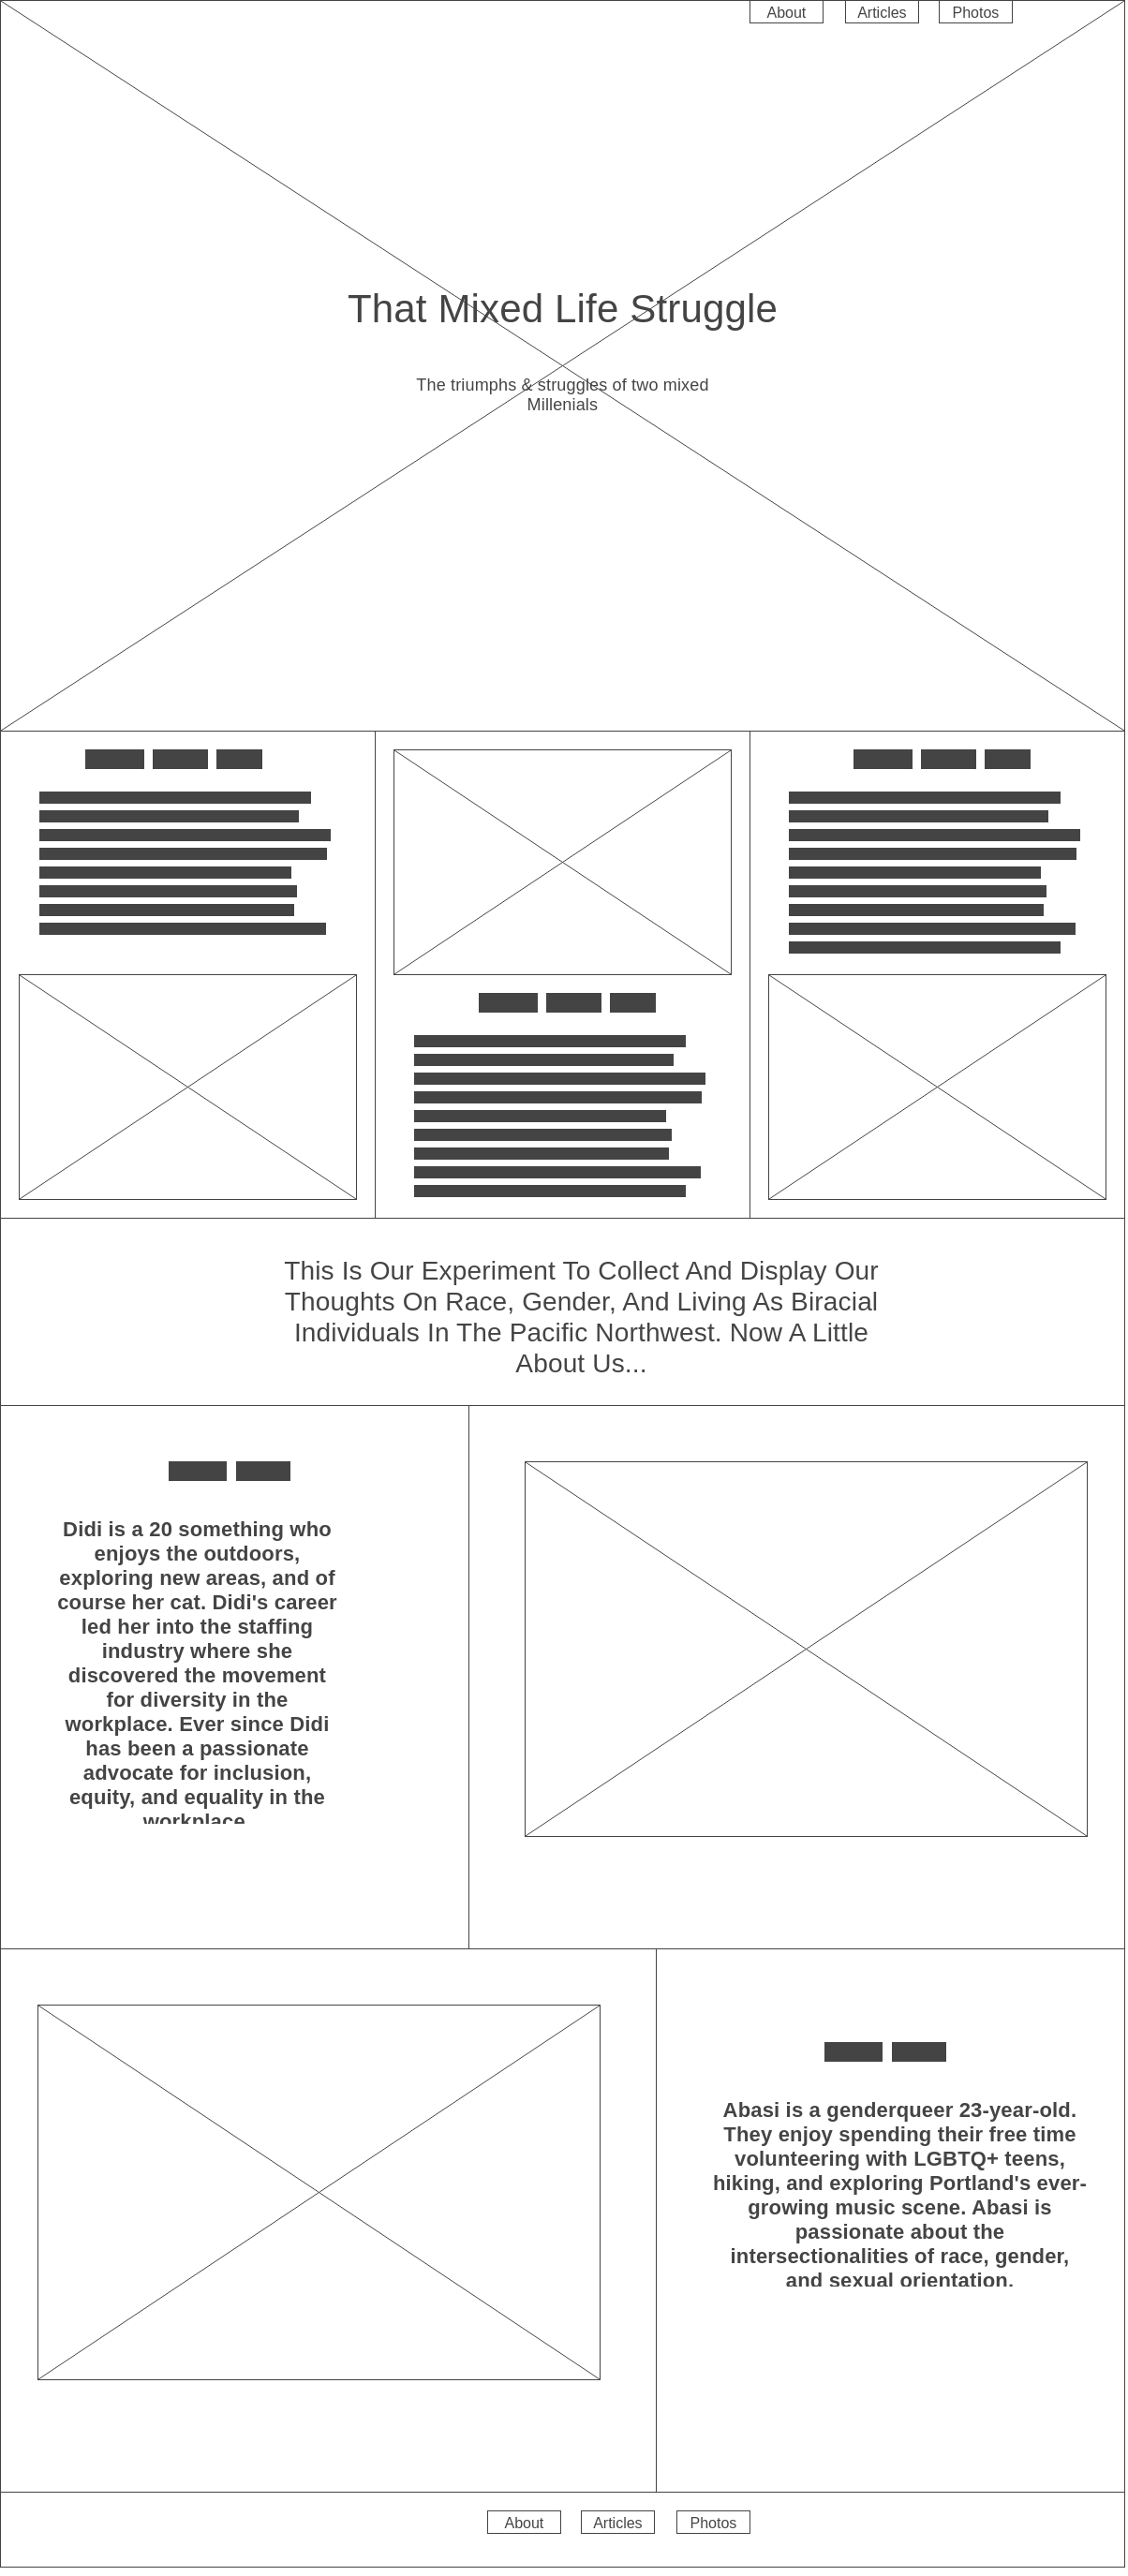 About Articles Photos
That Mixed Life Struggle
The triumphs & struggles of two mixed
Millenials
This Is Our Experiment To Collect And Display Our
Thoughts On Race, Gender, And Living As Biracial
Individuals In The Pacific Northwest. Now A Little
About Us...
Didi is a 20 something who
enjoys the outdoors,
exploring new areas, and of
course her cat. Didi's career
led her into the staffing
industry where she
discovered the movement
for diversity in the
workplace. Ever since Didi
has been a passionate
advocate for inclusion,
equity, and equality in the
workplace
Abasi is a genderqueer 23-year-old.
They enjoy spending their free time
volunteering with LGBTQ+ teens,
hiking, and exploring Portland's ever-
growing music scene. Abasi is
passionate about the
intersectionalities of race, gender,
and sexual orientation.
About Articles Photos